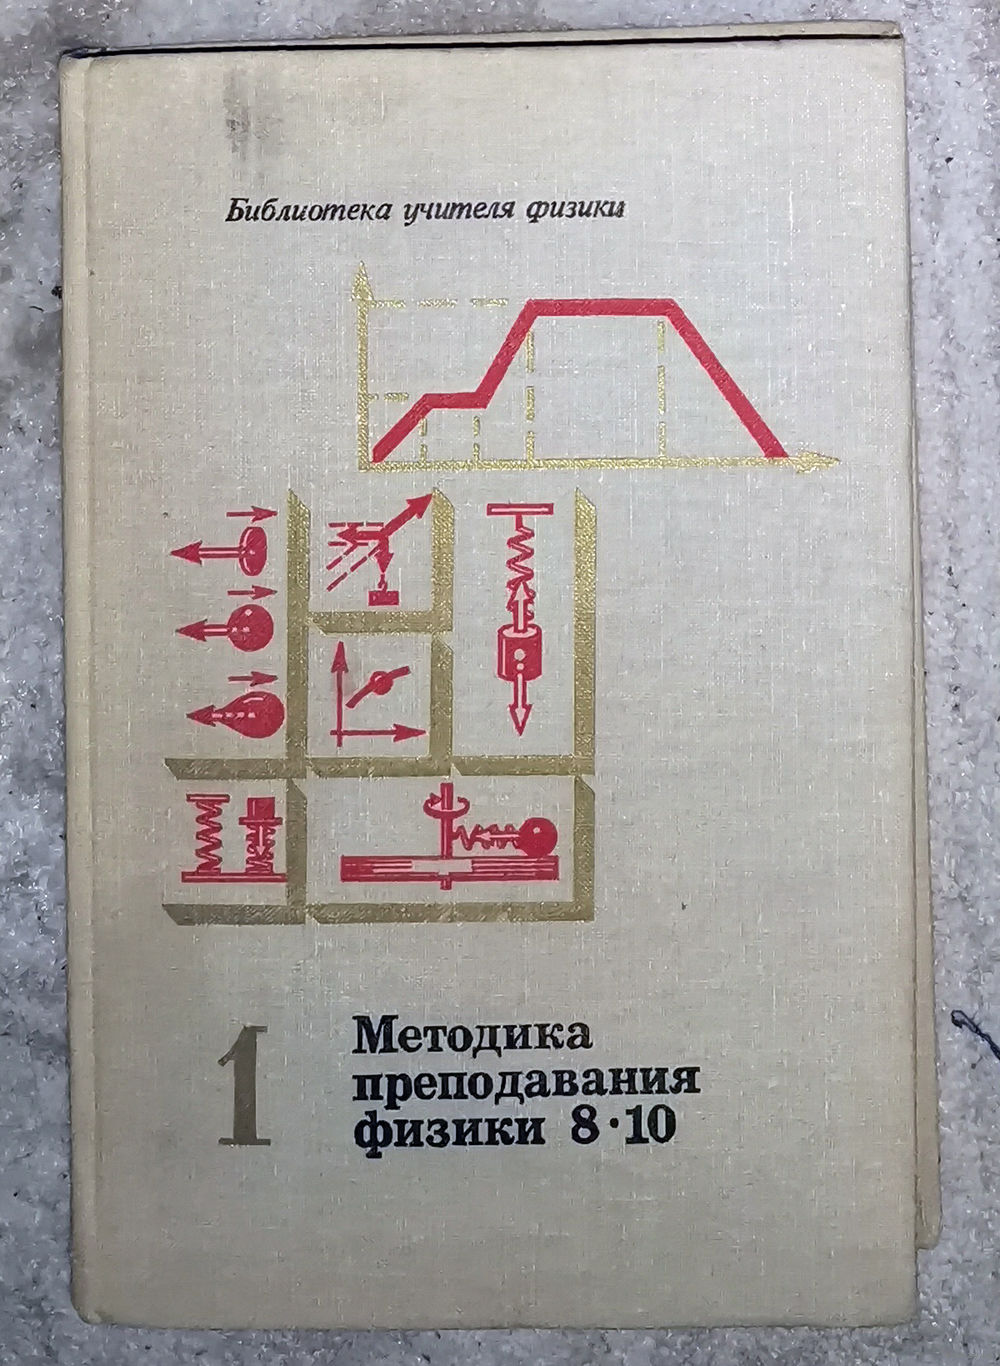 Библиотека учителя физики
1
Методика
преподавания
физики 8·10